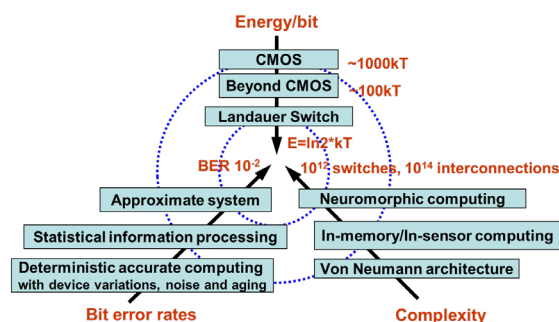 Energy/bit
CMOS
~1000kT
Beyond CMOS
~100kT
Landauer Switch
E=ln2*kT
BER 10⁻²
10¹² switches, 10¹⁴ interconnections
Approximate system
Neuromorphic computing
Statistical information processing
In-memory/In-sensor computing
Deterministic accurate computing
with device variations, noise and aging
Von Neumann architecture
Bit error rates
Complexity